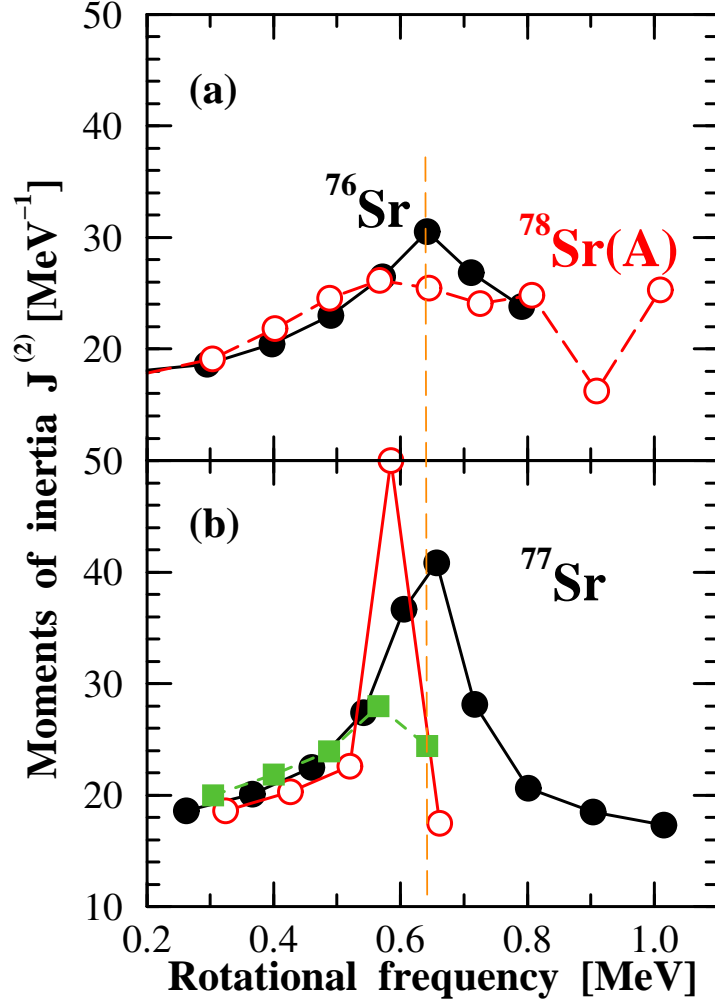 50
(a)
40
⁷⁶Sr
30
⁷⁸Sr(A)
20
50
(b)
40
⁷⁷Sr
30
20
10
0.2 0.4 0.6 0.8 1.0
Rotational frequency [MeV]
Moments of inertia J⁽²⁾ [MeV⁻¹]